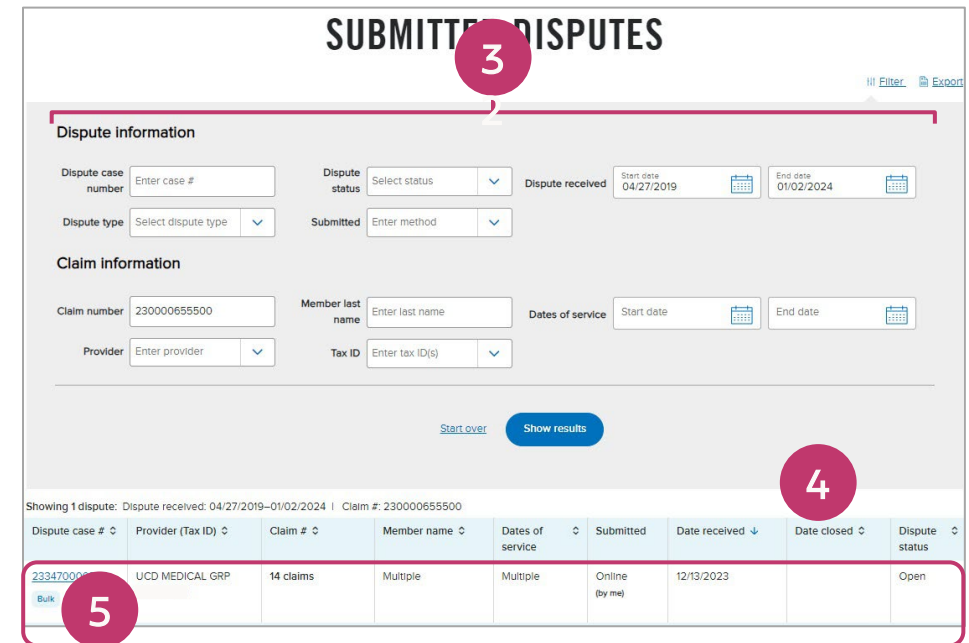 SUBMITTED DISPUTES
3
2
Filter Export
Dispute information
Dispute case number Enter case # Dispute status Select status Dispute received Start date 04/27/2019 End date 01/02/2024
Dispute type Select dispute type Submitted Enter method
Claim information
Claim number 230000655500 Member last name Enter last name Dates of service Start date End date
Provider Enter provider Tax ID Enter tax ID(s)
Start over Show results
4
Showing 1 dispute: Dispute received: 04/27/2019–01/02/2024 | Claim #: 230000655500
Dispute case # Provider (Tax ID) Claim # Member name Dates of service Submitted Date received Date closed Dispute status
UCD MEDICAL GRP 14 claims Multiple Multiple Online (by me) 12/13/2023 Open
Bulk
5